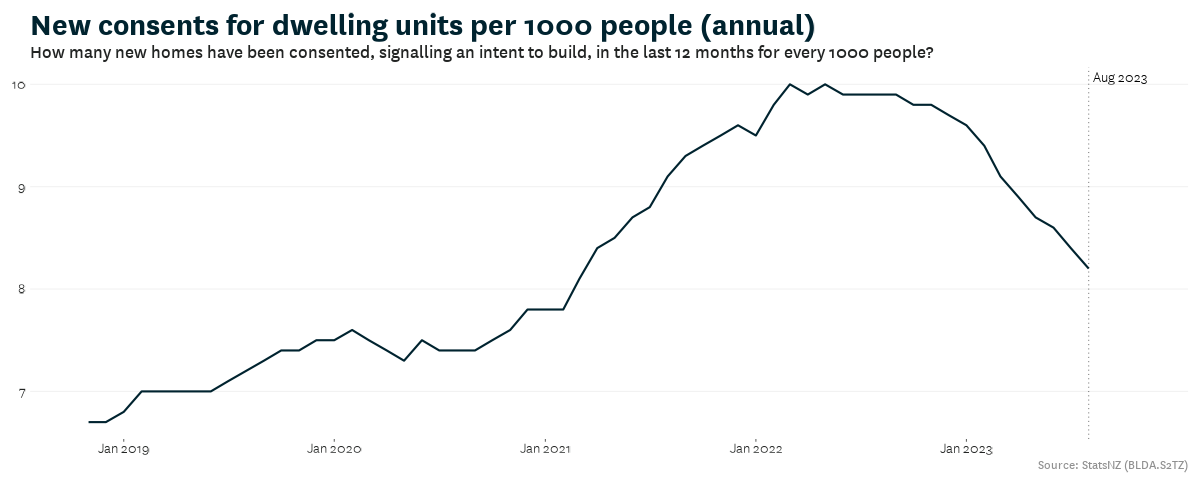 New consents for dwelling units per 1000 people (annual)
How many new homes have been consented, signalling an intent to build, in the last 12 months for every 1000 people?
Aug 2023
10
9
8
7
Jan 2019
Jan 2020
Jan 2021
Jan 2022
Jan 2023
Source: StatsNZ (BLDA.S2TZ)